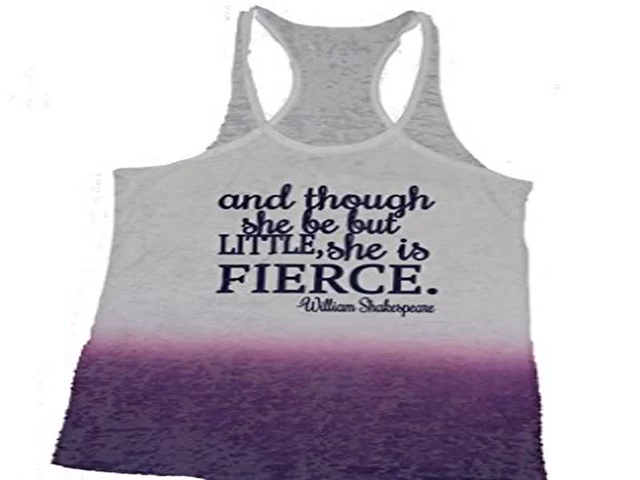 and though
she be but
LITTLE, she is
FIERCE.
-William Shakespeare